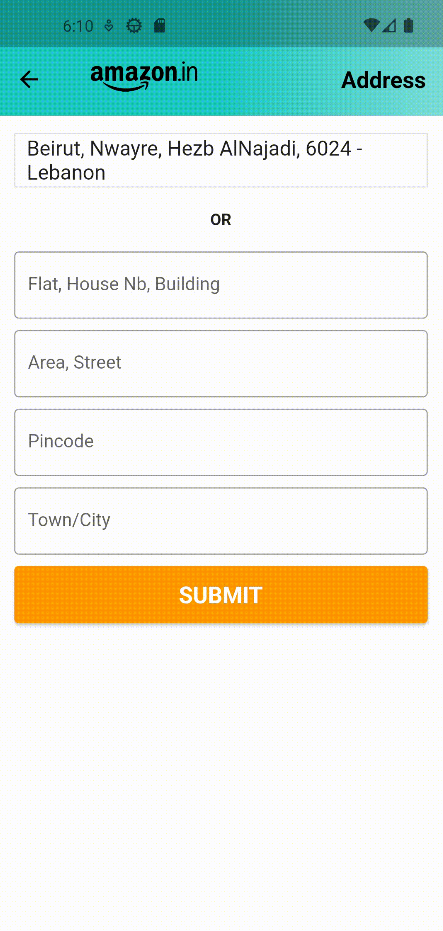 6:10
amazon.in
Address
Beirut, Nwayre, Hezb AlNajadi, 6024 -
Lebanon
OR
Flat, House Nb, Building
Area, Street
Pincode
Town/City
SUBMIT